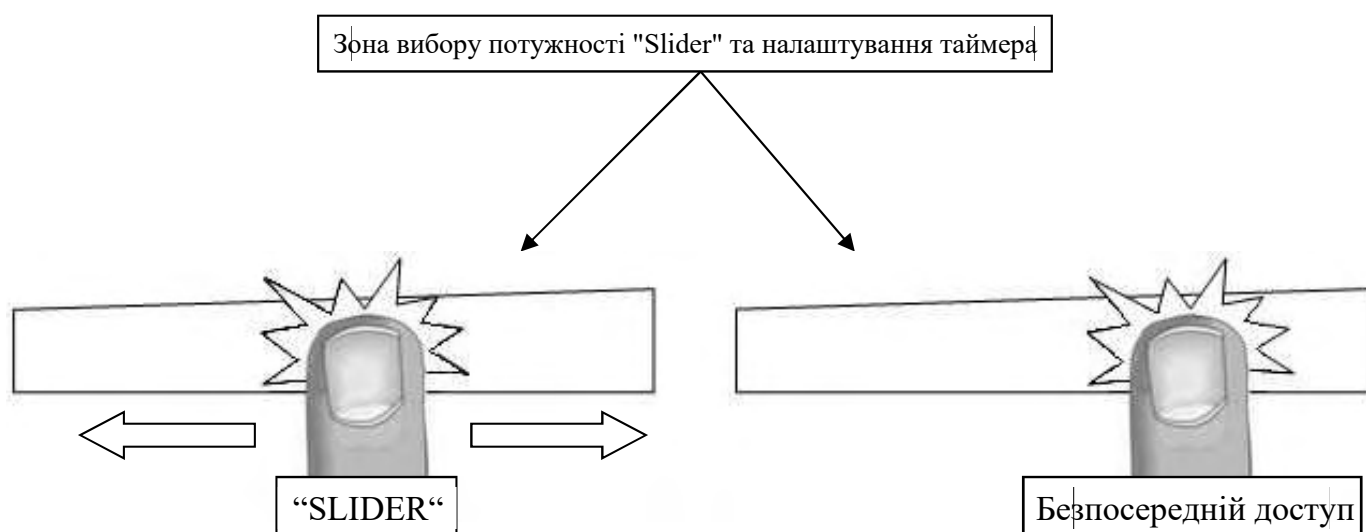 Зона вибору потужності "Slider" та налаштування таймера
“SLIDER“
Безпосередній доступ